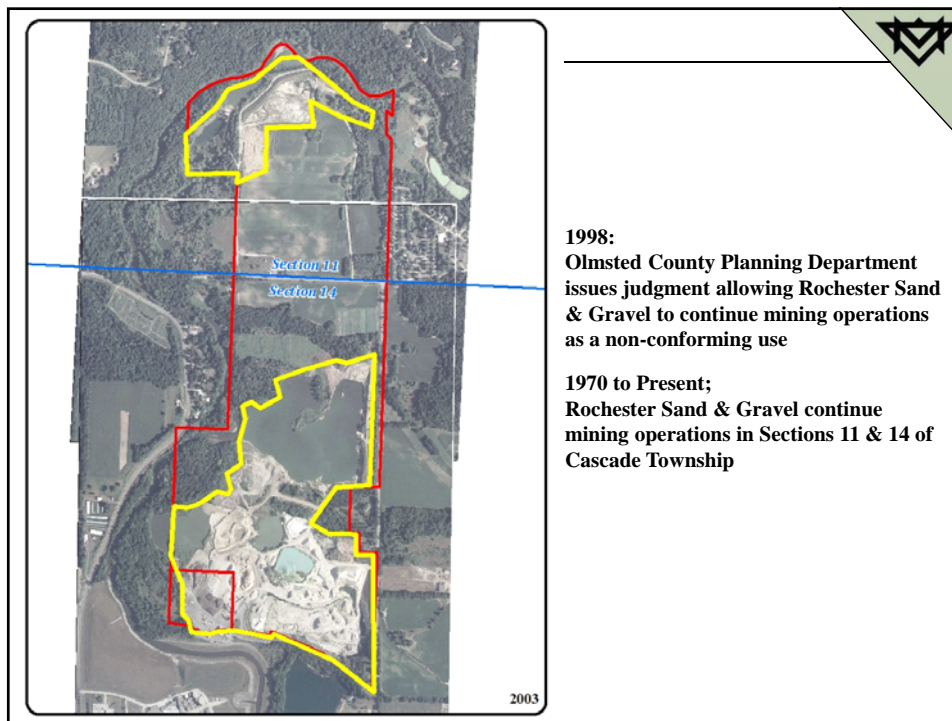 Section 11
Section 14
2003
1998:
Olmsted County Planning Department
issues judgment allowing Rochester Sand
& Gravel to continue mining operations
as a non-conforming use
1970 to Present;
Rochester Sand & Gravel continue
mining operations in Sections 11 & 14 of
Cascade Township